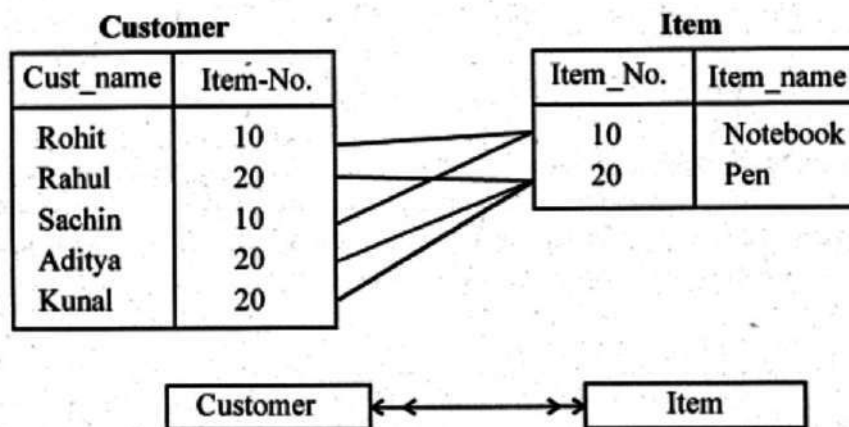 Customer Item
Cust_name Item-No. Item_No. Item_name
Rohit 10 10 Notebook
Rahul 20 20 Pen
Sachin 10
Aditya 20
Kunal 20
Customer Item